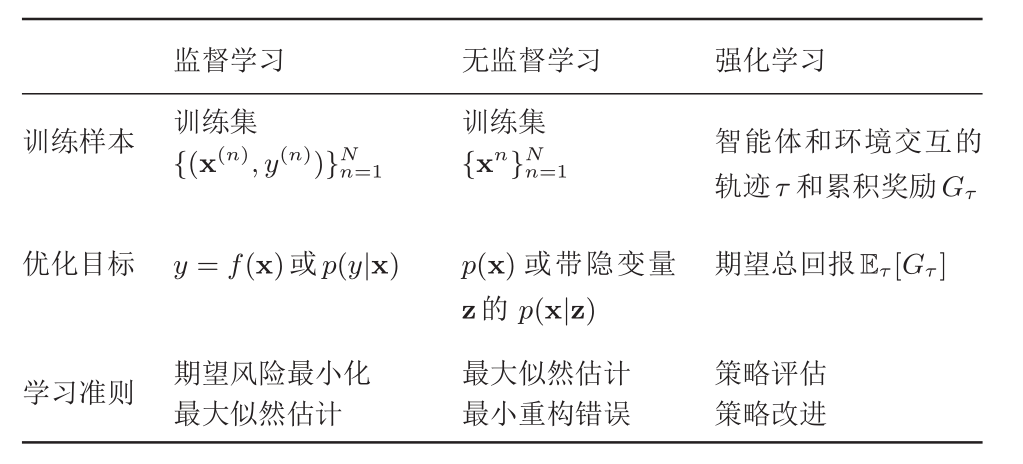 监督学习 无监督学习 强化学习
训练样本
训练集
{(x^{(n)}, y^{(n)})}_{n=1}^{N}
训练集
{x^n}_{n=1}^{N}
智能体和环境交互的
轨迹 τ 和累积奖励 G_τ
优化目标
y = f(x) 或 p(y|x)
p(x) 或带隐变量
z 的 p(x|z)
期望总回报 𝔼_τ[G_τ]
学习准则
期望风险最小化
最大似然估计
最大似然估计
最小重构错误
策略评估
策略改进